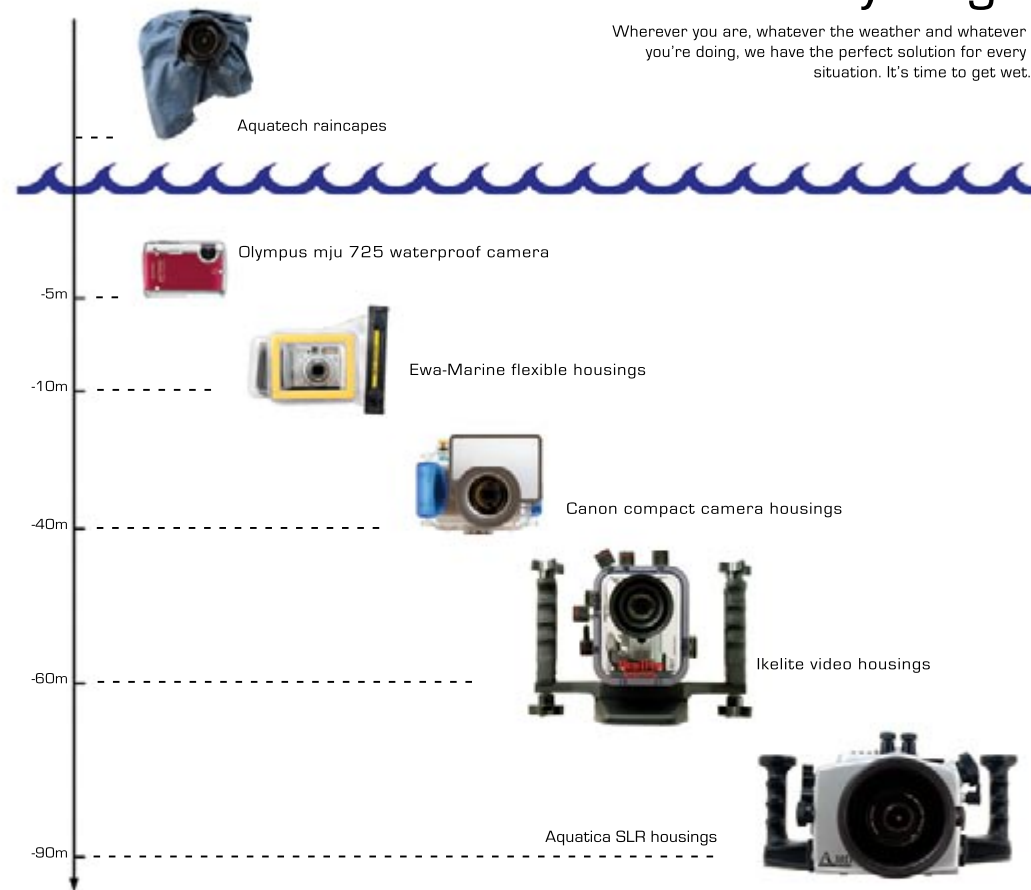 Wherever you are, whatever the weather and whatever
you're doing, we have the perfect solution for every
situation. It's time to get wet.
Aquatech raincapes
Olympus mju 725 waterproof camera
-5m
Ewa-Marine flexible housings
-10m
Canon compact camera housings
-40m
Ikelite video housings
-60m
Aquatica SLR housings
-90m